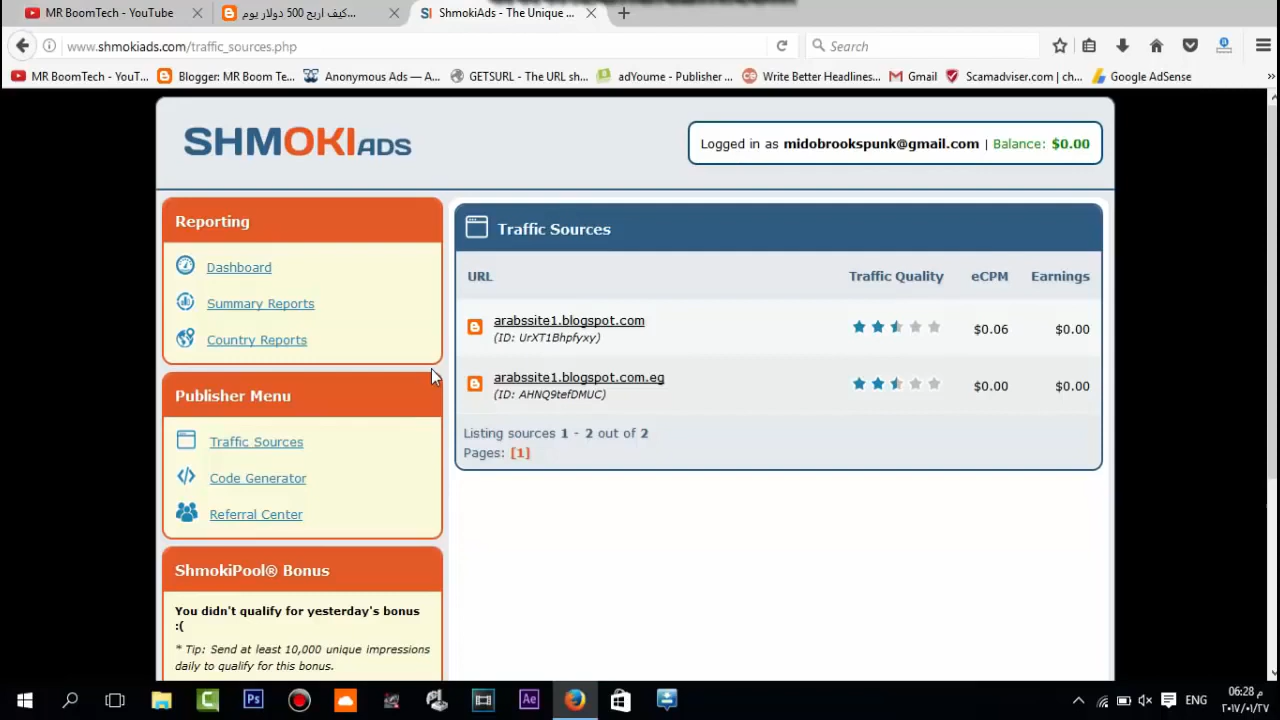 MR BoomTech - YouTube
كيف اربح 500 دولار يوم...
SI ShmokiAds - The Unique ...
www.shmokiads.com/traffic_sources.php
Search
MR BoomTech - YouT...
Blogger: MR Boom Te...
Anonymous Ads — A...
GETSURL - The URL sh...
adYoume - Publisher ...
Write Better Headlines...
Gmail
Scamadviser.com | ch...
Google AdSense
SHMOKIADS
Logged in as midobrookspunk@gmail.com | Balance: $0.00
Reporting
Dashboard
Summary Reports
Country Reports
Publisher Menu
Traffic Sources
Code Generator
Referral Center
ShmokiPool® Bonus
You didn't qualify for yesterday's bonus
:(
* Tip: Send at least 10,000 unique impressions
daily to qualify for this bonus.
Traffic Sources
URL Traffic Quality eCPM Earnings
arabssite1.blogspot.com $0.06 $0.00
(ID: UrXT1Bhpfyxy)
arabssite1.blogspot.com.eg $0.00 $0.00
(ID: AHNQ9tefDMUC)
Listing sources 1 - 2 out of 2
Pages: [1]
ENG
06:28 م
٢٠١٧/٠١/٢٧